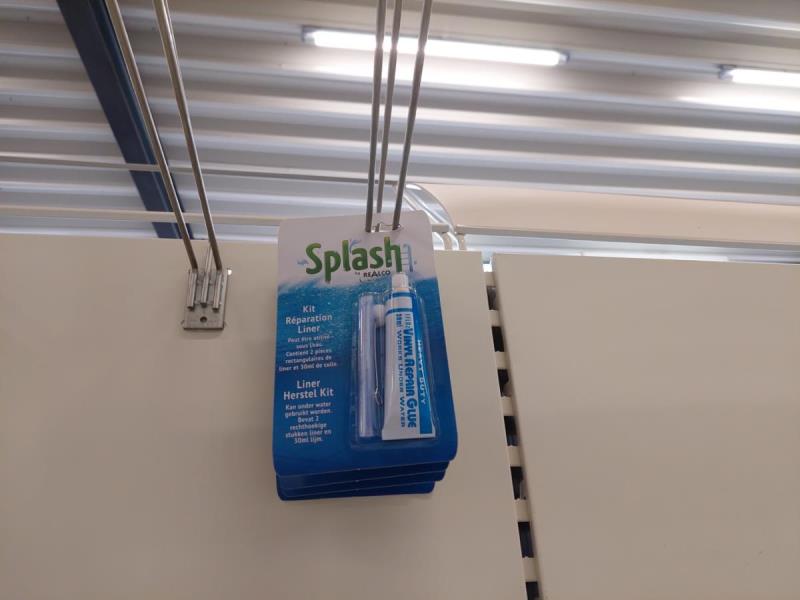 Splash
by REALCO
Kit
Réparation
Liner
Peut être utilisé
sous l'eau.
Contient 2 pièces
rectangulaires de
liner et 30ml de colle.
Liner
Herstel Kit
Kan onder water
gebruikt worden.
Bevat 2
rechthoekige
stukken liner en
30ml lijm.
HEAVY DUTY
VINYL REPAIR GLUE
WORKS UNDER WATER